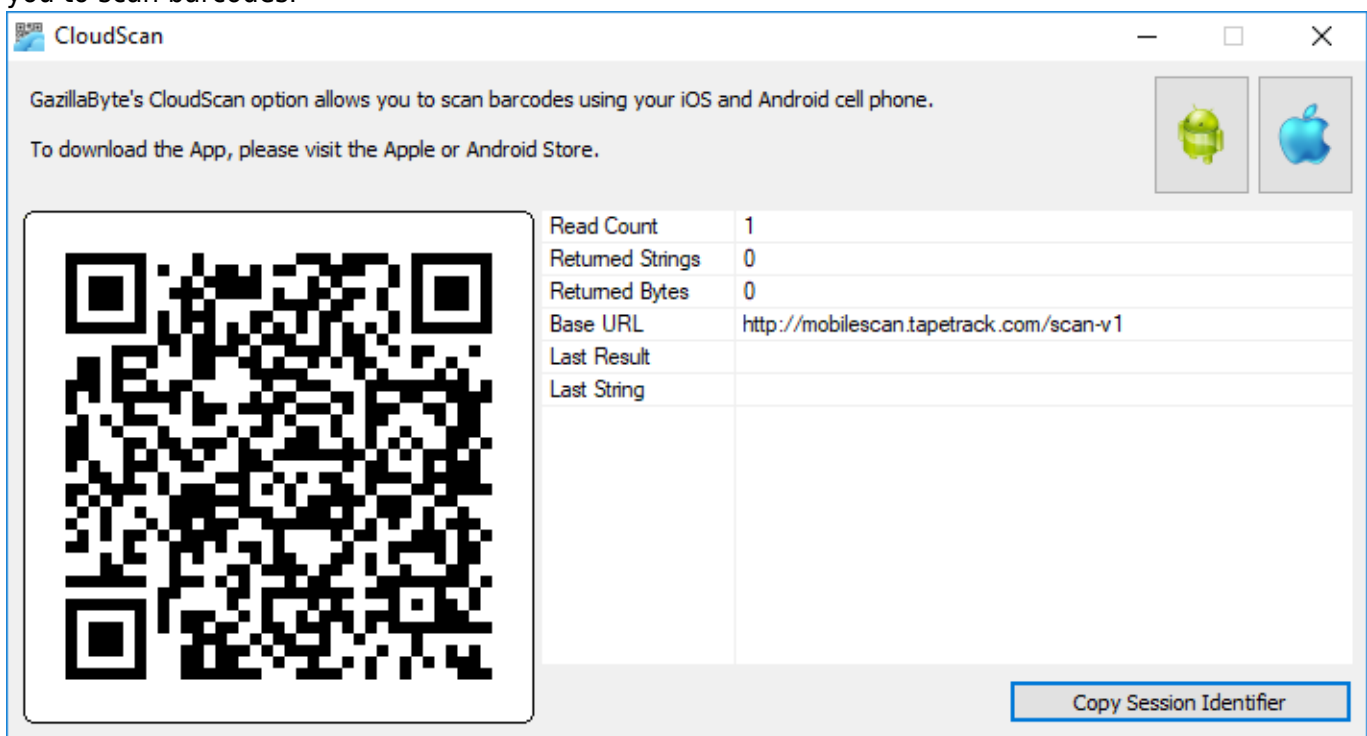 you to scan barcodes.
CloudScan
GazillaByte's CloudScan option allows you to scan barcodes using your iOS and Android cell phone.
To download the App, please visit the Apple or Android Store.
Read Count 1
Returned Strings 0
Returned Bytes 0
Base URL http://mobilescan.tapetrack.com/scan-v1
Last Result
Last String
Copy Session Identifier